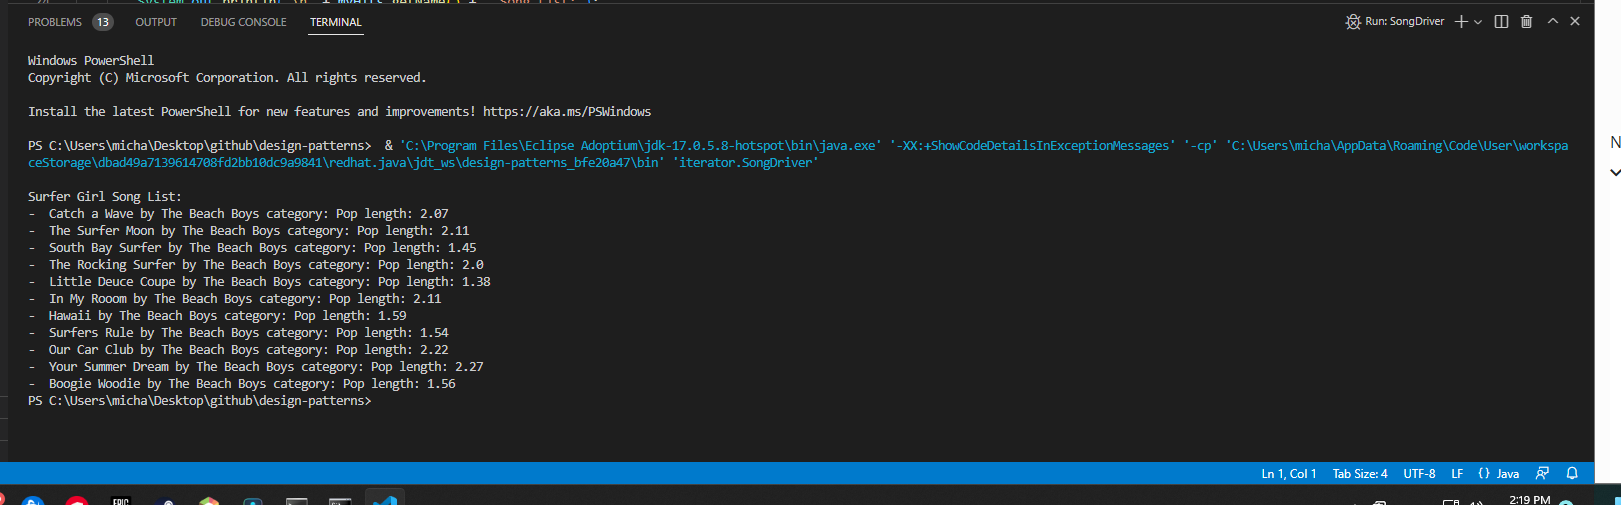 PROBLEMS 13 OUTPUT DEBUG CONSOLE TERMINAL Run: SongDriver
Windows PowerShell
Copyright (C) Microsoft Corporation. All rights reserved.
Install the latest PowerShell for new features and improvements! https://aka.ms/PSWindows
PS C:\Users\micha\Desktop\github\design-patterns>  & 'C:\Program Files\Eclipse Adoptium\jdk-17.0.5.8-hotspot\bin\java.exe' '-XX:+ShowCodeDetailsInExceptionMessages' '-cp' 'C:\Users\micha\AppData\Roaming\Code\User\workspa
ceStorage\dbad49a7139614708fd2bb10dc9a9841\redhat.java\jdt_ws\design-patterns_bfe20a47\bin' 'iterator.SongDriver'
Surfer Girl Song List:
-  Catch a Wave by The Beach Boys category: Pop length: 2.07
-  The Surfer Moon by The Beach Boys category: Pop length: 2.11
-  South Bay Surfer by The Beach Boys category: Pop length: 1.45
-  The Rocking Surfer by The Beach Boys category: Pop length: 2.0
-  Little Deuce Coupe by The Beach Boys category: Pop length: 1.38
-  In My Rooom by The Beach Boys category: Pop length: 2.11
-  Hawaii by The Beach Boys category: Pop length: 1.59
-  Surfers Rule by The Beach Boys category: Pop length: 1.54
-  Our Car Club by The Beach Boys category: Pop length: 2.22
-  Your Summer Dream by The Beach Boys category: Pop length: 2.27
-  Boogie Woodie by The Beach Boys category: Pop length: 1.56
PS C:\Users\micha\Desktop\github\design-patterns>
Ln 1, Col 1 Tab Size: 4 UTF-8 LF {} Java
EPIC
2:19 PM